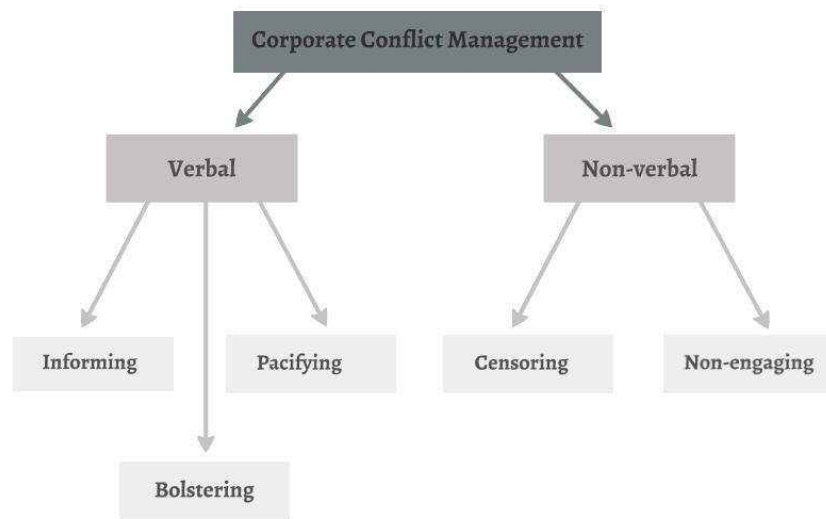 Corporate Conflict Management
Verbal
Non-verbal
Informing
Pacifying
Censoring
Non-engaging
Bolstering